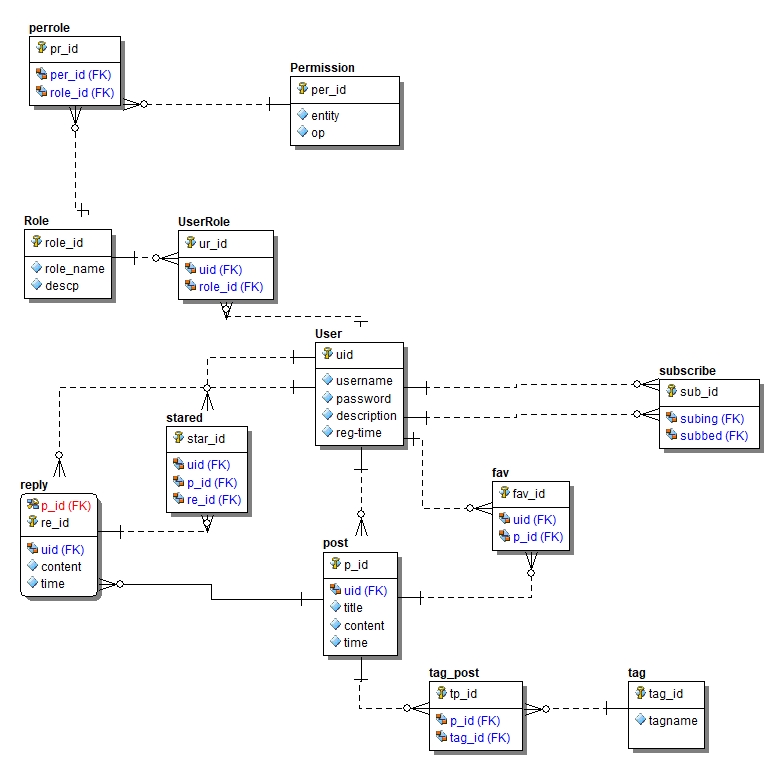 perrole
pr_id
per_id (FK)
role_id (FK)
Permission
per_id
entity
op
Role
role_id
role_name
descp
UserRole
ur_id
uid (FK)
role_id (FK)
User
uid
username
password
description
reg-time
subscribe
sub_id
subing (FK)
subbed (FK)
stared
star_id
uid (FK)
p_id (FK)
re_id (FK)
reply
p_id (FK)
re_id
uid (FK)
content
time
fav
fav_id
uid (FK)
p_id (FK)
post
p_id
uid (FK)
title
content
time
tag_post
tp_id
p_id (FK)
tag_id (FK)
tag
tag_id
tagname